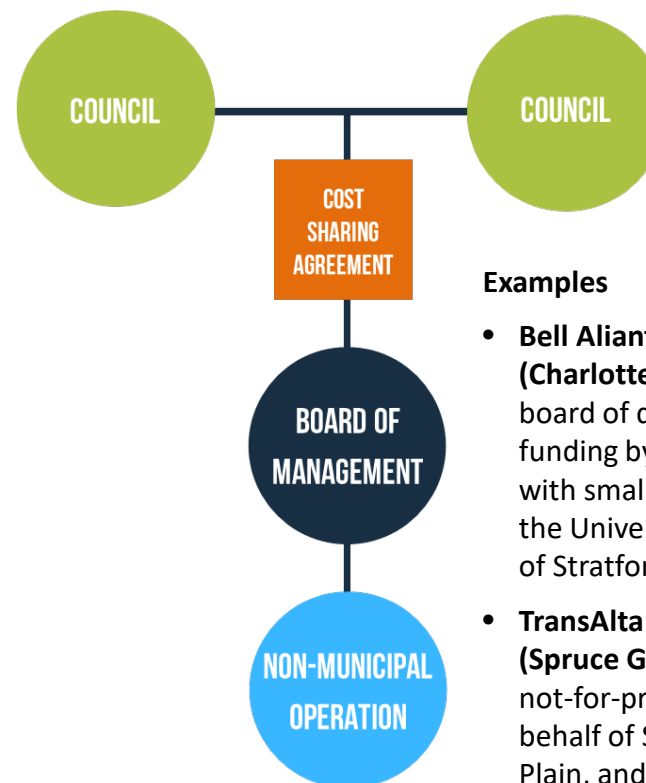 COUNCIL
COUNCIL
COST
SHARING
AGREEMENT
BOARD OF
MANAGEMENT
NON-MUNICIPAL
OPERATION
Examples
• Bell
(
board of
funding by
with
the
of
• TransAlta
(Spruce
behalf of
Plain, and